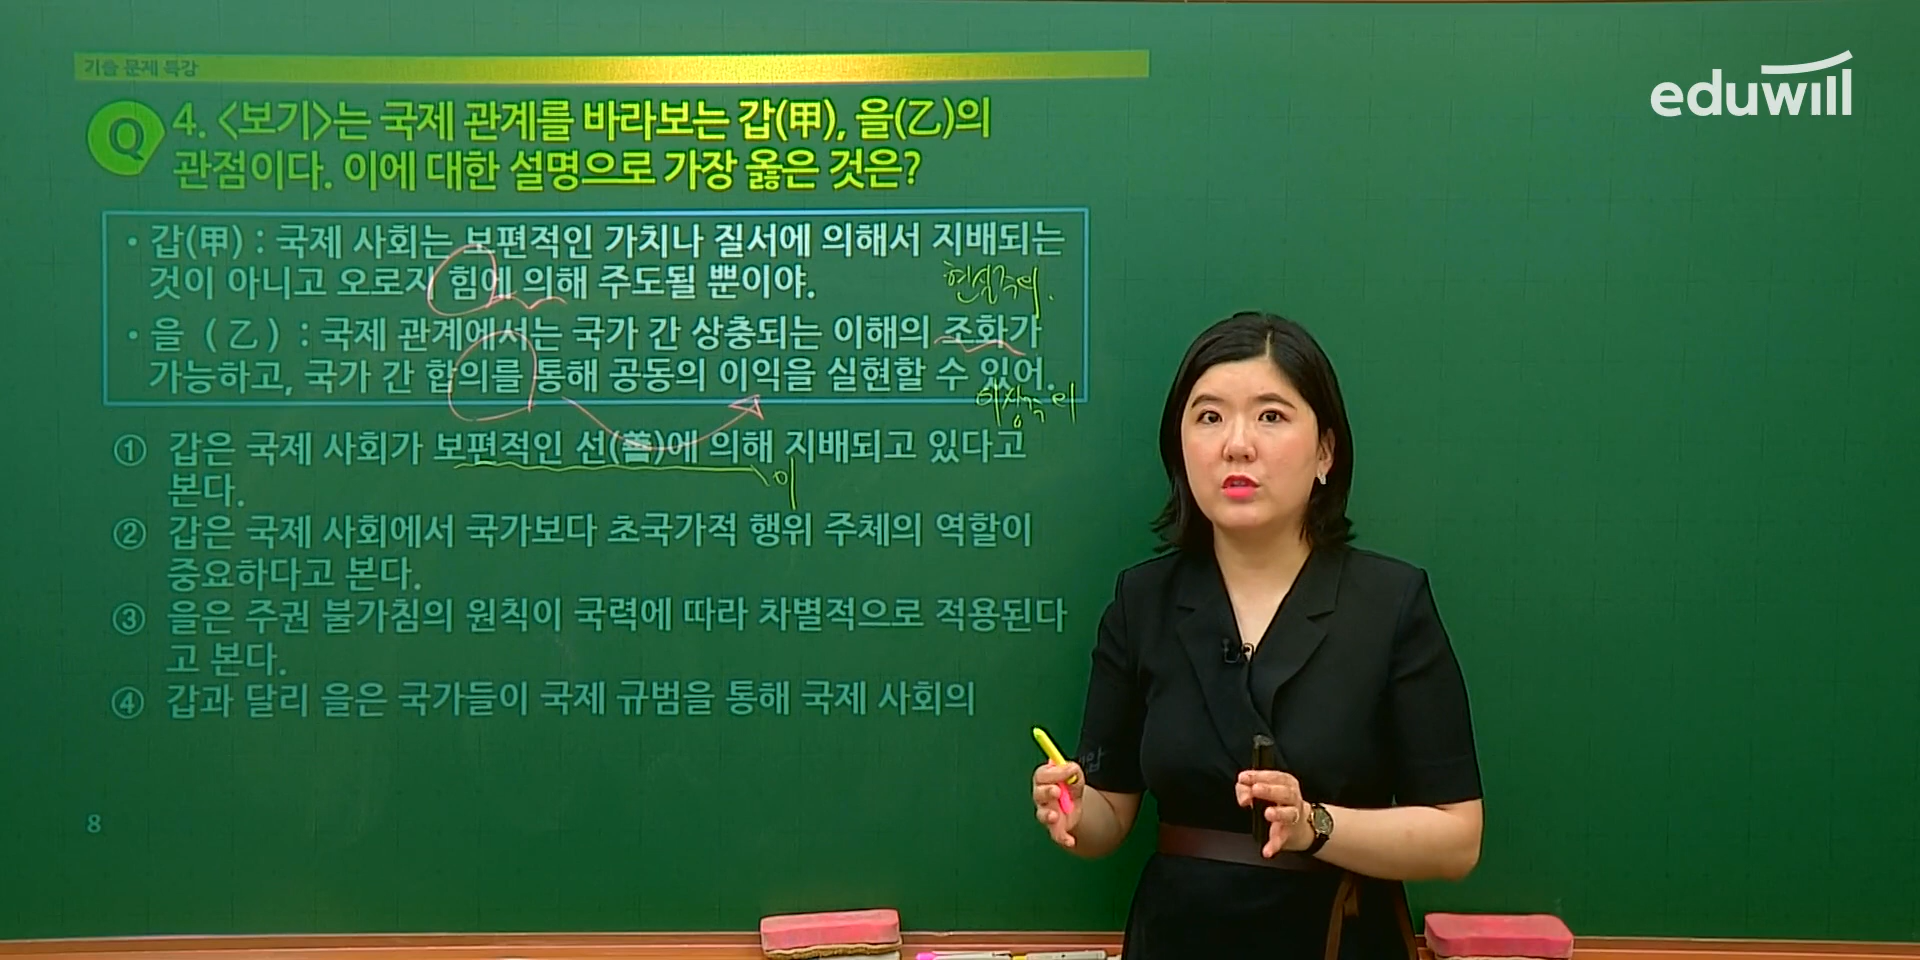 기출 문제 특강
eduwill
Q 4. <보기>는 국제 관계를 바라보는 갑(甲), 을(乙)의
관점이다. 이에 대한 설명으로 가장 옳은 것은?
• 갑(甲) : 국제 사회는 보편적인 가치나 질서에 의해서 지배되는
것이 아니고 오로지 힘에 의해 주도될 뿐이야.
현실주의.
• 을 ( 乙 ) : 국제 관계에서는 국가 간 상충되는 이해의 조화가
가능하고, 국가 간 합의를 통해 공동의 이익을 실현할 수 있어.
이상주의
① 갑은 국제 사회가 보편적인 선(善)에 의해 지배되고 있다고
본다.
이
② 갑은 국제 사회에서 국가보다 초국가적 행위 주체의 역할이
중요하다고 본다.
③ 을은 주권 불가침의 원칙이 국력에 따라 차별적으로 적용된다
고 본다.
④ 갑과 달리 을은 국가들이 국제 규범을 통해 국제 사회의
8